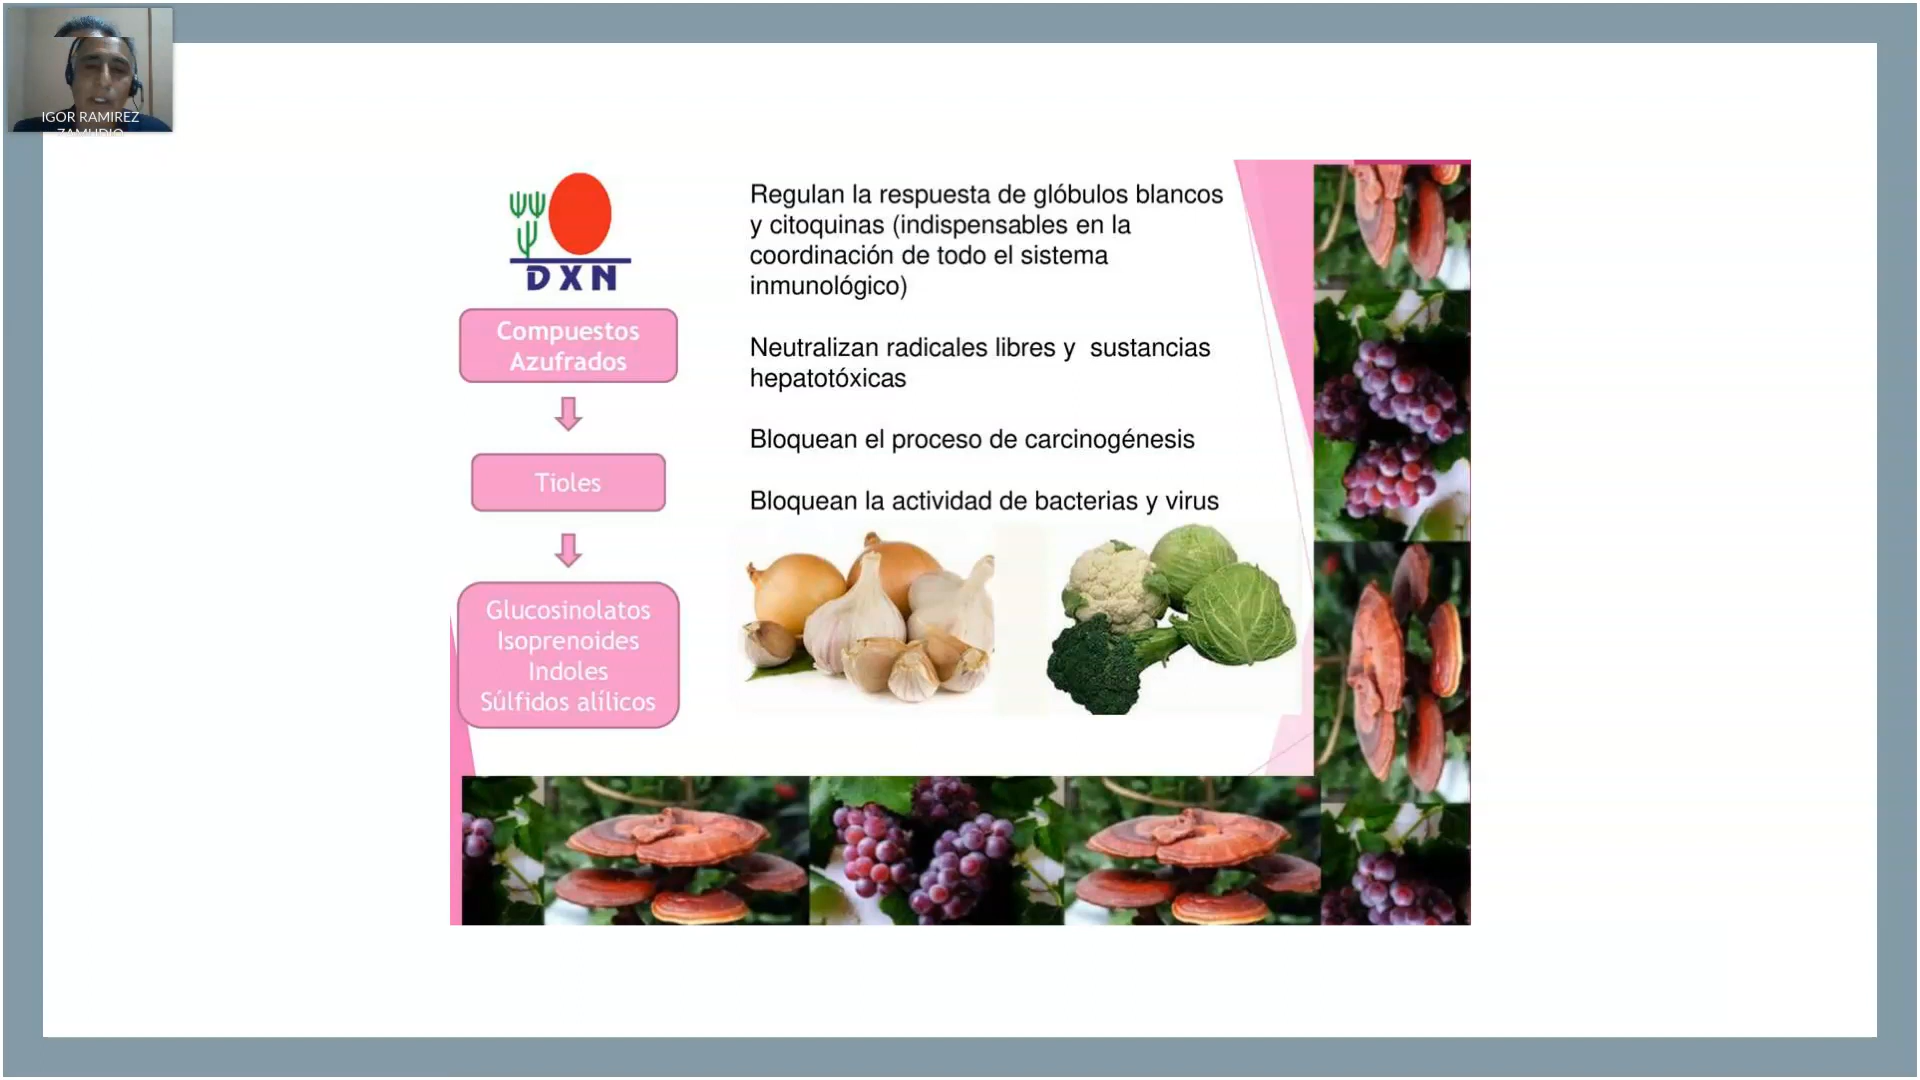 IGOR RAMIREZ
ZAMUDIO
DXN
Compuestos
Azufrados
Tioles
Glucosinolatos
Isoprenoides
Indoles
Súlfidos alílicos
Regulan la respuesta de glóbulos blancos
y citoquinas (indispensables en la
coordinación de todo el sistema
inmunológico)
Neutralizan radicales libres y sustancias
hepatotóxicas
Bloquean el proceso de carcinogénesis
Bloquean la actividad de bacterias y virus